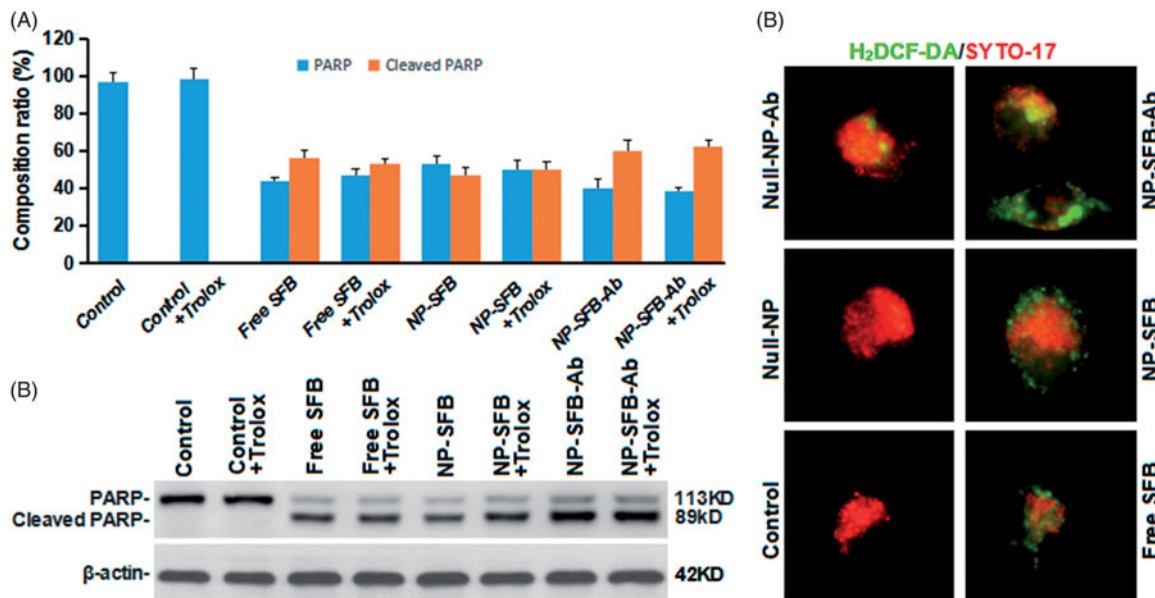 (A)
120
100
80
60
40
20
0
Composition ratio (%)
PARP Cleaved PARP
Control
Control
+Trolox
Free SFB
Free SFB
+Trolox
NP-SFB
NP-SFB
+Trolox
NP-SFB-Ab
NP-SFB-Ab
+Trolox
(B)
Control
Control
+Trolox
Free SFB
Free SFB
+Trolox
NP-SFB
NP-SFB
+Trolox
NP-SFB-Ab
NP-SFB-Ab
+Trolox
PARP- 113KD
Cleaved PARP- 89kD
β-actin- 42KD
(B)
H₂DCF-DA/SYTO-17
Null-NP-Ab
NP-SFB-Ab
Null-NP
NP-SFB
Control
Free SFB